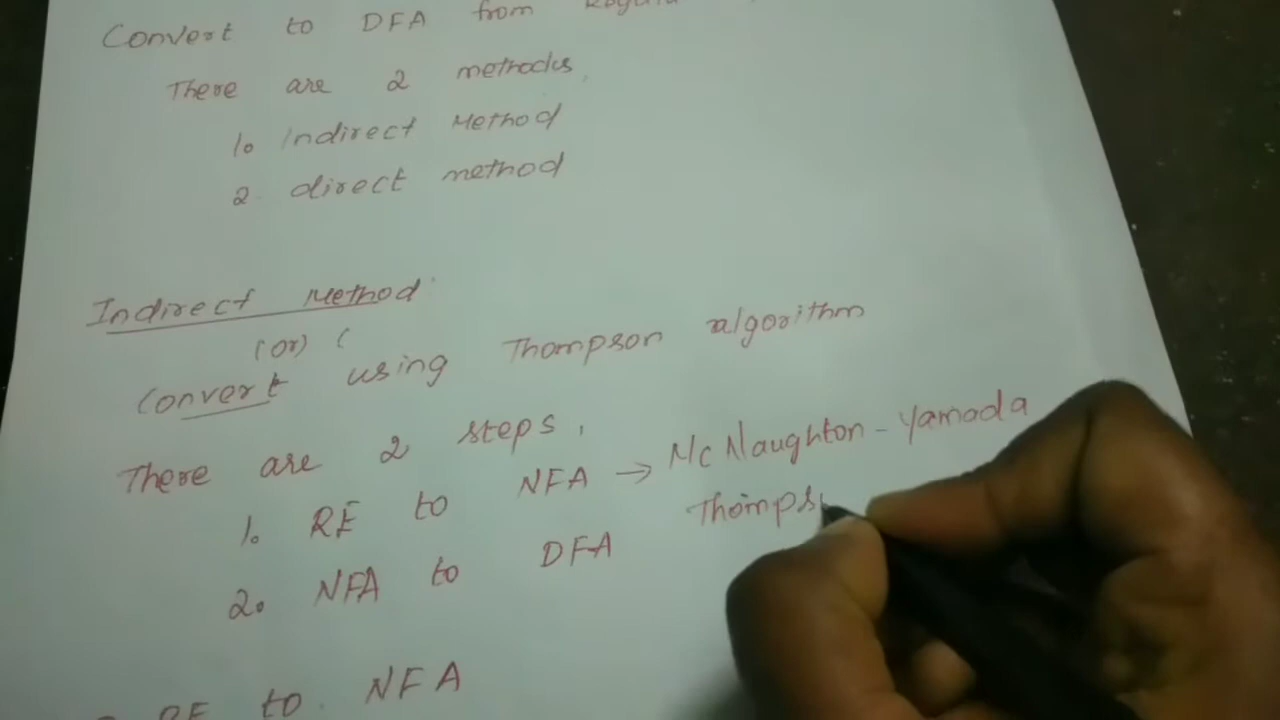 Convert to DFA from
There are 2 methods
1. Indirect Method
2. direct method
Indirect Method
(or) (
Convert using Thompson algorithm
There are 2 steps,
1. RE to NFA → McNaughton - Yamada
Thomps
2. NFA to DFA
RE to NFA